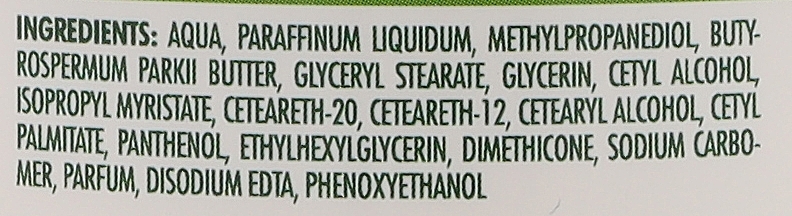 INGREDIENTS: AQUA, PARAFFINUM LIQUIDUM, METHYLPROPANEDIOL, BUTY-
ROSPERMUM PARKII BUTTER, GLYCERYL STEARATE, GLYCERIN, CETYL ALCOHOL,
ISOPROPYL MYRISTATE, CETEARETH-20, CETEARETH-12, CETEARYL ALCOHOL, CETYL
PALMITATE, PANTHENOL, ETHYLHEXYLGLYCERIN, DIMETHICONE, SODIUM CARBO-
MER, PARFUM, DISODIUM EDTA, PHENOXYETHANOL